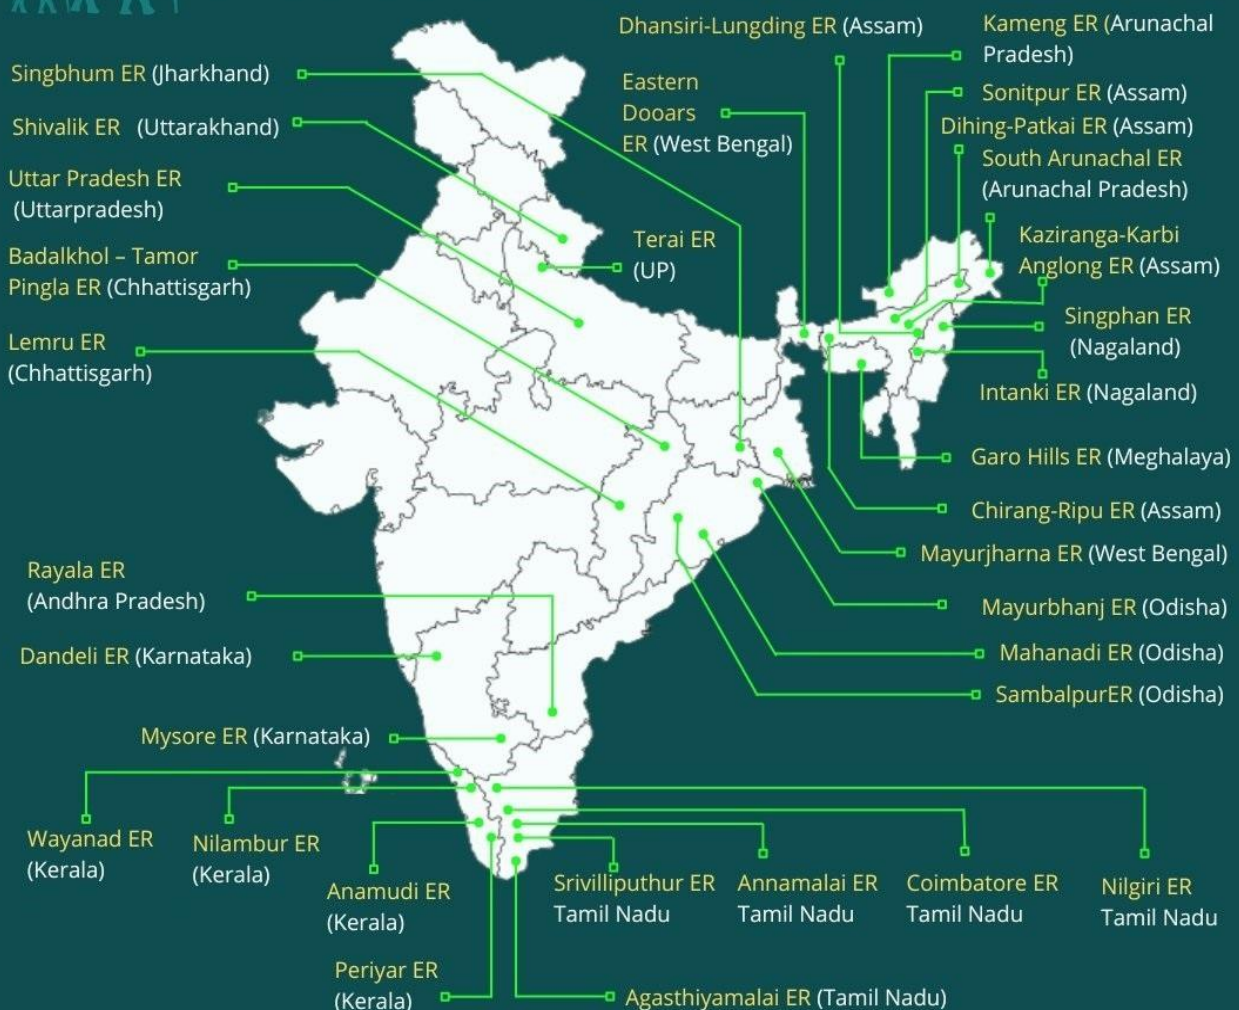 Singbhum ER (Jharkhand)
Shivalik ER (Uttarakhand)
Uttar Pradesh ER
(Uttarpradesh)
Badalkhol – Tamor
Pingla ER (Chhattisgarh)
Lemru ER
(Chhattisgarh)
Dhansiri-Lungding ER (Assam)
Eastern
Dooars
ER (West Bengal)
Terai ER
(UP)
Kameng ER (Arunachal
Pradesh)
Sonitpur ER (Assam)
Dihing-Patkai ER (Assam)
South Arunachal ER
(Arunachal Pradesh)
Kaziranga-Karbi
Anglong ER (Assam)
Singphan ER
(Nagaland)
Intanki ER (Nagaland)
Garo Hills ER (Meghalaya)
Chirang-Ripu ER (Assam)
Mayurjharna ER (West Bengal)
Mayurbhanj ER (Odisha)
Mahanadi ER (Odisha)
SambalpurER (Odisha)
Rayala ER
(Andhra Pradesh)
Dandeli ER (Karnataka)
Mysore ER (Karnataka)
Wayanad ER
(Kerala)
Nilambur ER
(Kerala)
Anamudi ER
(Kerala)
Periyar ER
(Kerala)
Srivilliputhur ER
Tamil Nadu
Annamalai ER
Tamil Nadu
Coimbatore ER
Tamil Nadu
Nilgiri ER
Tamil Nadu
Agasthiyamalai ER (Tamil Nadu)